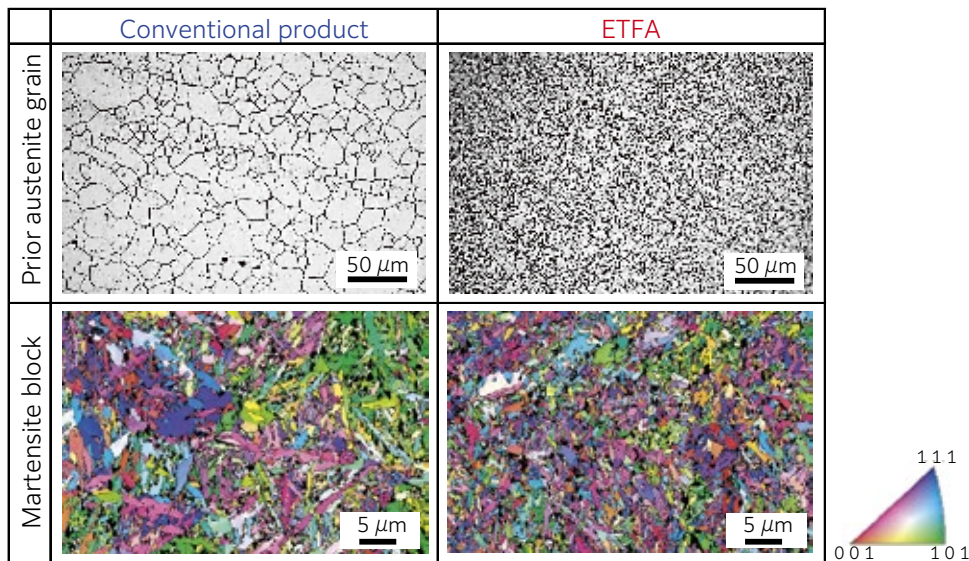 Conventional product
ETFA
Prior austenite grain
50 μm
50 μm
Martensite block
5 μm
5 μm
1 1 1
0 0 1
1 0 1